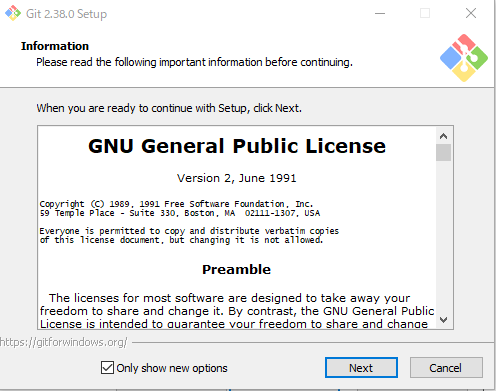 Git 2.38.0 Setup
Information
Please read the following important information before continuing.
When you are ready to continue with Setup, click Next.
GNU General Public License
Version 2, June 1991
Copyright (C) 1989, 1991 Free Software Foundation, Inc.
59 Temple Place - Suite 330, Boston, MA  02111-1307, USA
Everyone is permitted to copy and distribute verbatim copies
of this license document, but changing it is not allowed.
Preamble
The licenses for most software are designed to take away your
freedom to share and change it. By contrast, the GNU General Public
License is intended to guarantee your freedom to share and change
https://gitforwindows.org/
Only show new options
Next
Cancel